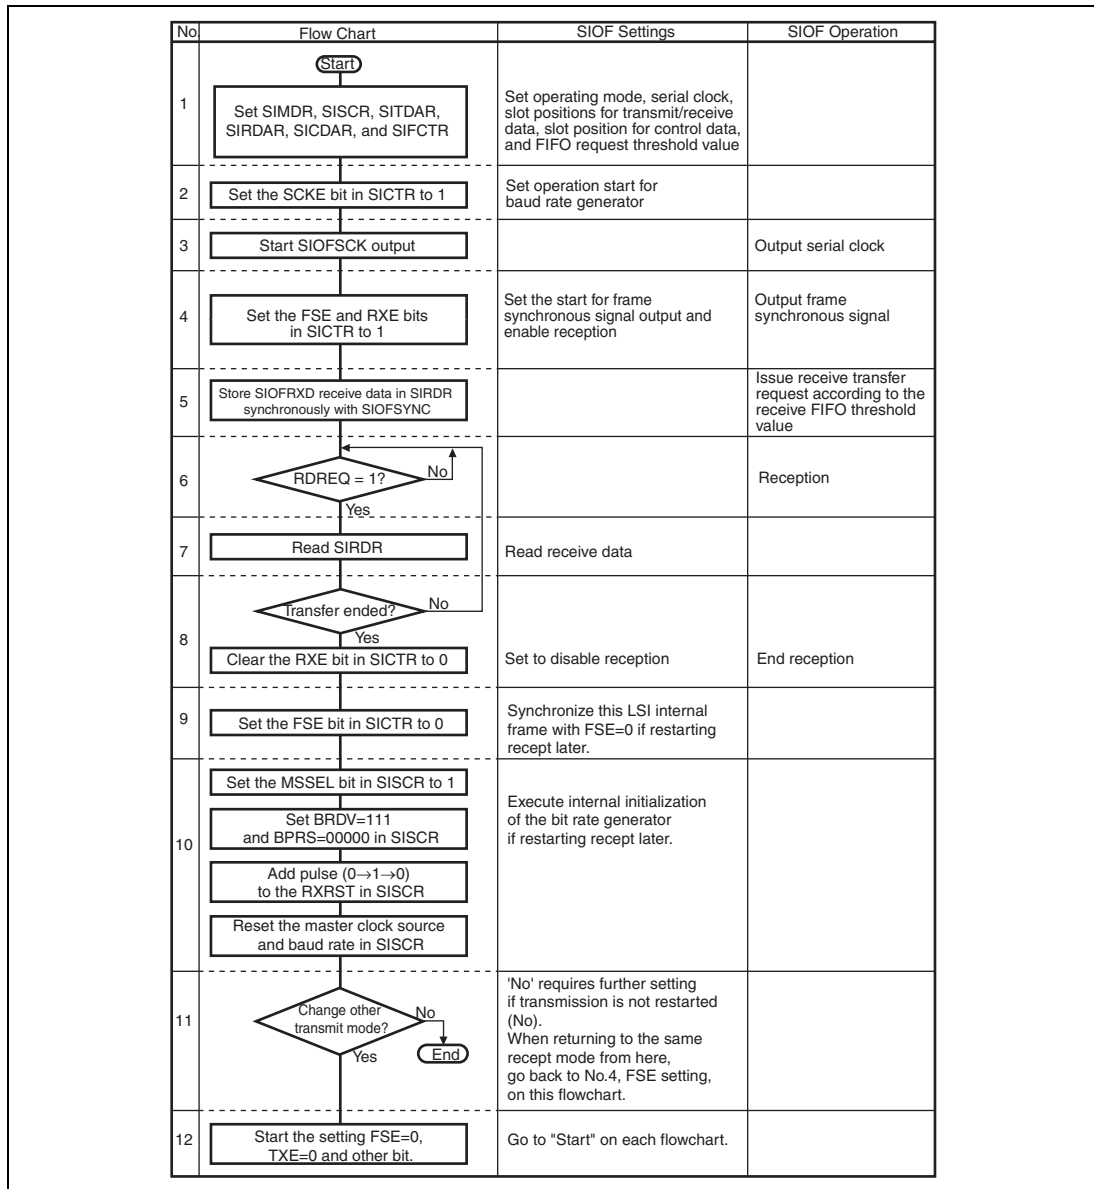 No. Flow Chart SIOF Settings SIOF Operation
Start
1
Set SIMDR, SISCR, SITDAR,
SIRDAR, SICDAR, and SIFCTR
Set operating mode, serial clock,
slot positions for transmit/receive
data, slot position for control data,
and FIFO request threshold value
2
Set the SCKE bit in SICTR to 1
Set operation start for
baud rate generator
3
Start SIOFSCK output
Output serial clock
4
Set the FSE and RXE bits
in SICTR to 1
Set the start for frame
synchronous signal output and
enable reception
Output frame
synchronous signal
5
Store SIOFRXD receive data in SIRDR
synchronously with SIOFSYNC
Issue receive transfer
request according to the
receive FIFO threshold
value
6
RDREQ = 1?
No
Yes
Reception
7
Read SIRDR
Read receive data
8
Transfer ended?
No
Yes
Clear the RXE bit in SICTR to 0
Set to disable reception
End reception
9
Set the FSE bit in SICTR to 0
Synchronize this LSI internal
frame with FSE=0 if restarting
recept later.
10
Set the MSSEL bit in SISCR to 1
Set BRDV=111
and BPRS=00000 in SISCR
Add pulse (0→1→0)
to the RXRST in SISCR
Reset the master clock source
and baud rate in SISCR
Execute internal initialization
of the bit rate generator
if restarting recept later.
11
Change other
transmit mode?
No
End
Yes
'No' requires further setting
if transmission is not restarted
(No).
When returning to the same
recept mode from here,
go back to No.4, FSE setting,
on this flowchart.
12
Start the setting FSE=0,
TXE=0 and other bit.
Go to "Start" on each flowchart.